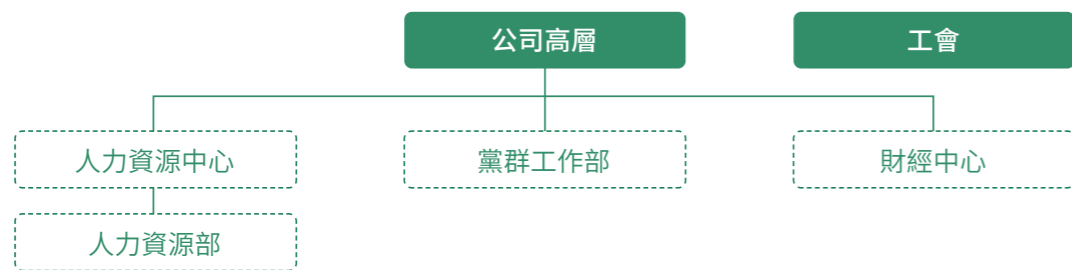 公司高層
工會
人力資源中心
黨群工作部
財經中心
人力資源部